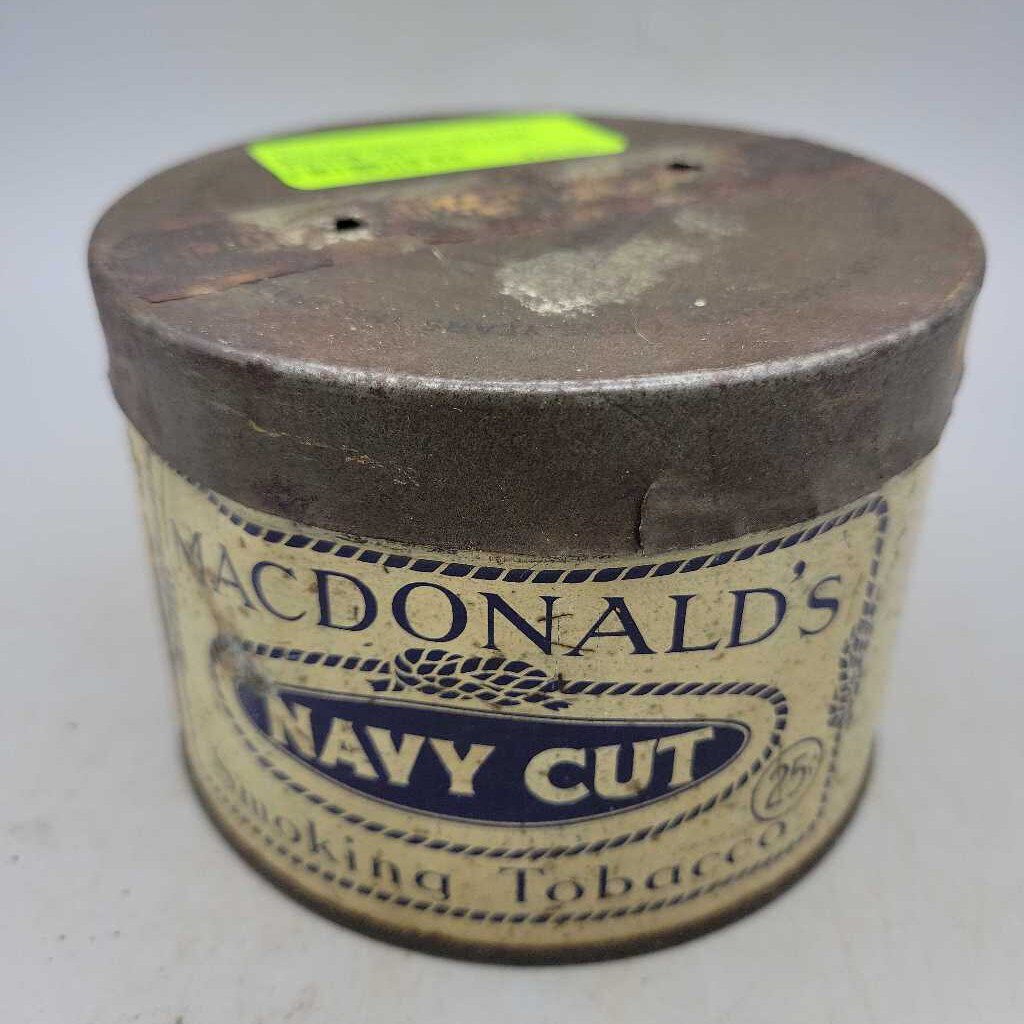 MACDONALD'S
NAVY CUT
25¢
Smoking Tobacco